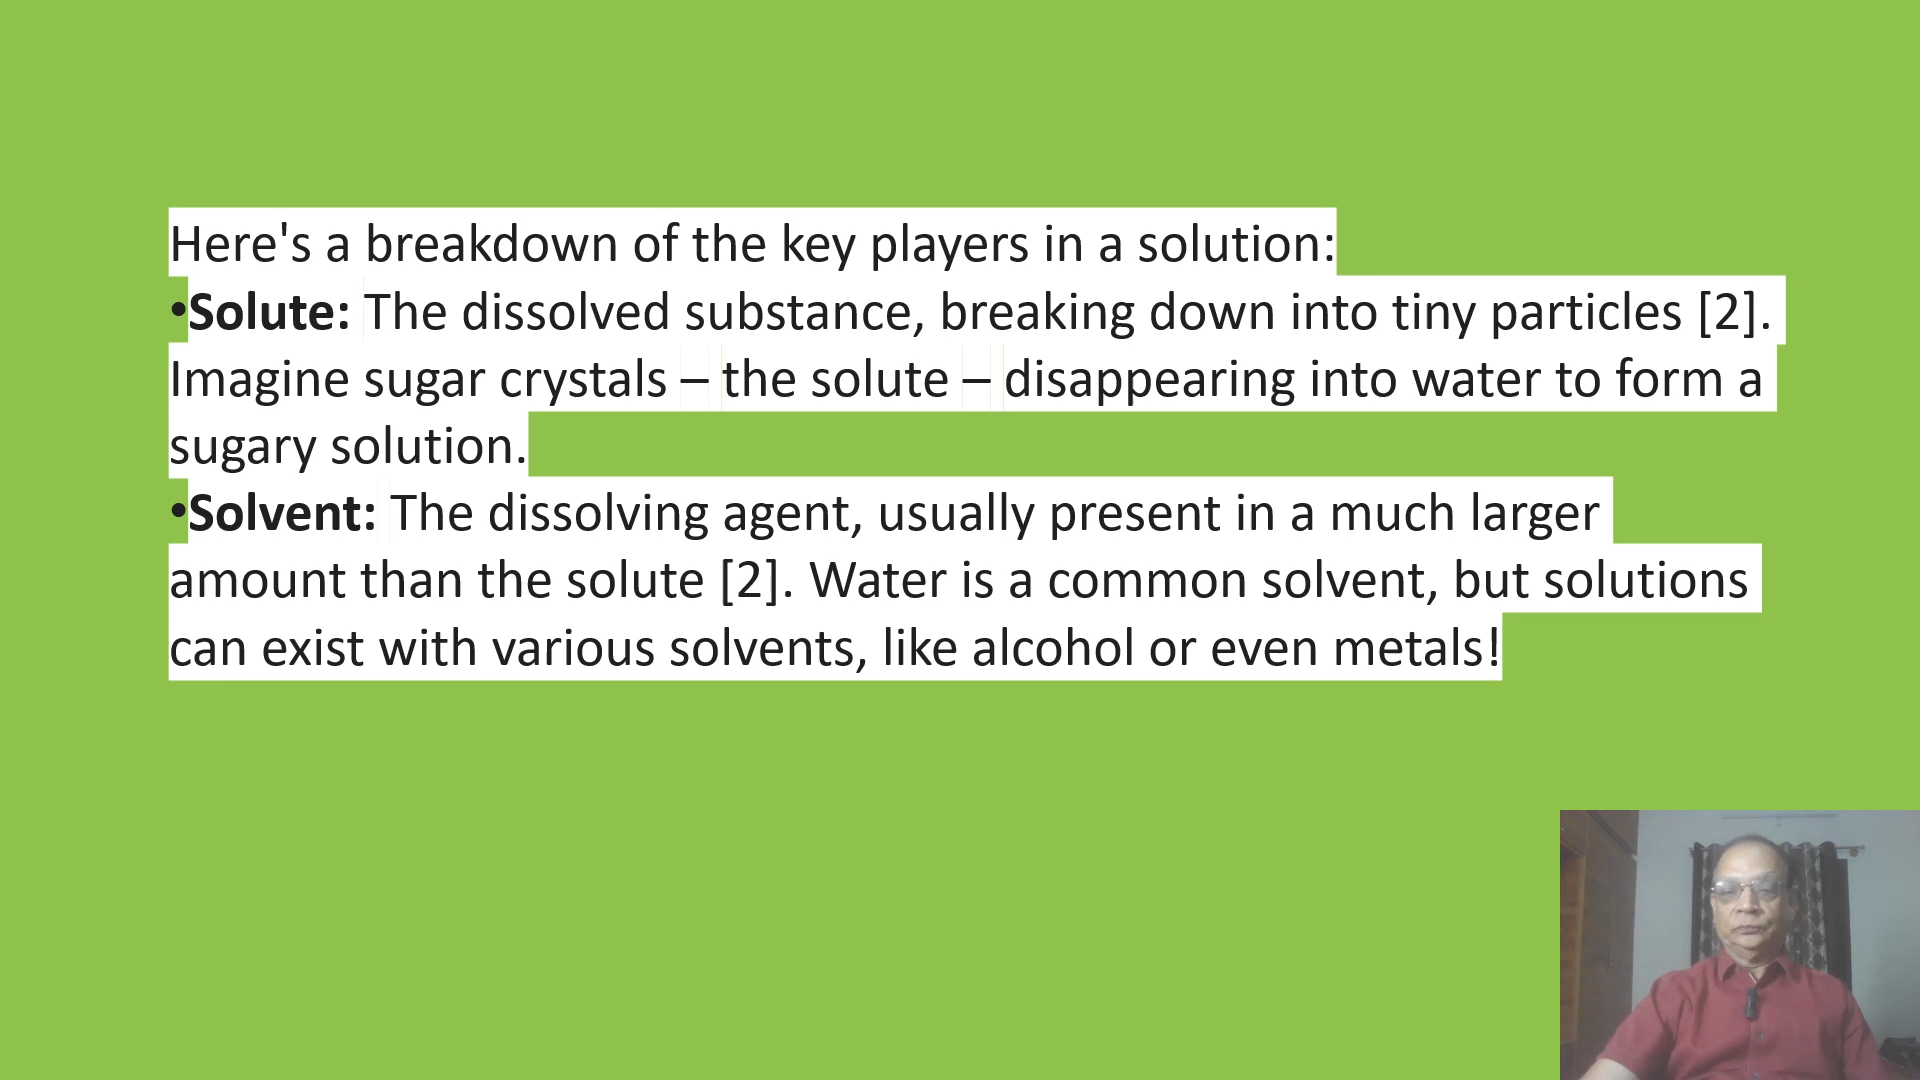 Here's a breakdown of the key players in a solution:
•Solute: The dissolved substance, breaking down into tiny particles [2].
Imagine sugar crystals – the solute – disappearing into water to form a
sugary solution.
•Solvent: The dissolving agent, usually present in a much larger
amount than the solute [2]. Water is a common solvent, but solutions
can exist with various solvents, like alcohol or even metals!